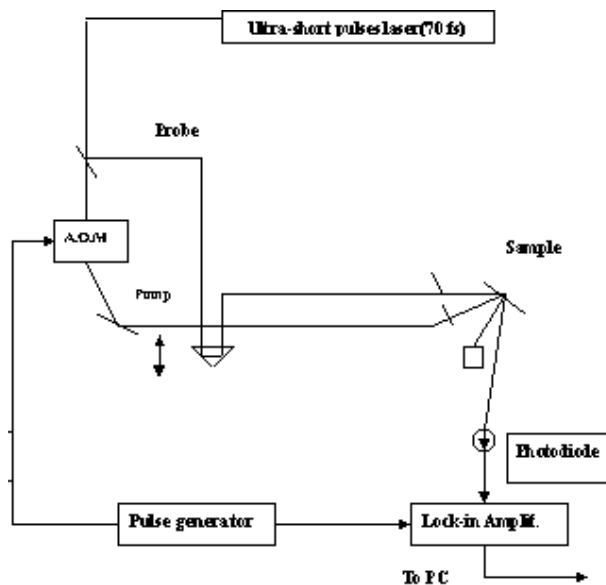 Ultra-short pulses laser(70 fs)
Probe
A.O.M
Sample
Pump
Photodiode
Pulse generator
Lock-in Amplif.
To PC